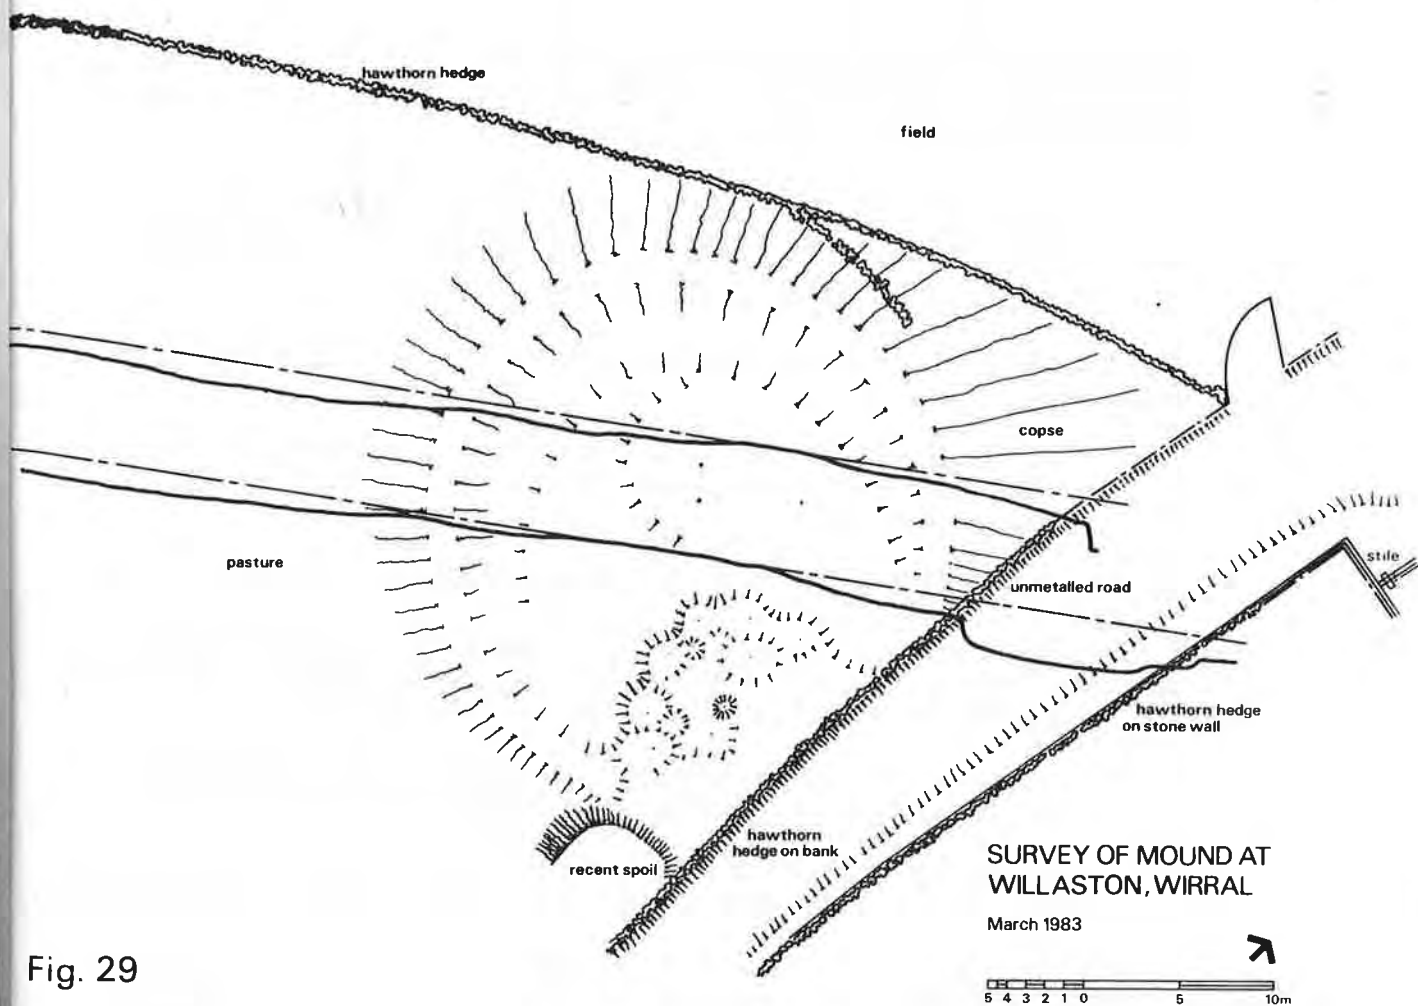 hawthorn hedge
field
copse
pasture
unmetalled road
stile
hawthorn hedge
on stone wall
hawthorn
hedge on bank
recent spoil
SURVEY OF MOUND AT
WILLASTON, WIRRAL
March 1983
Fig. 29
5 4 3 2 1 0 5 10m